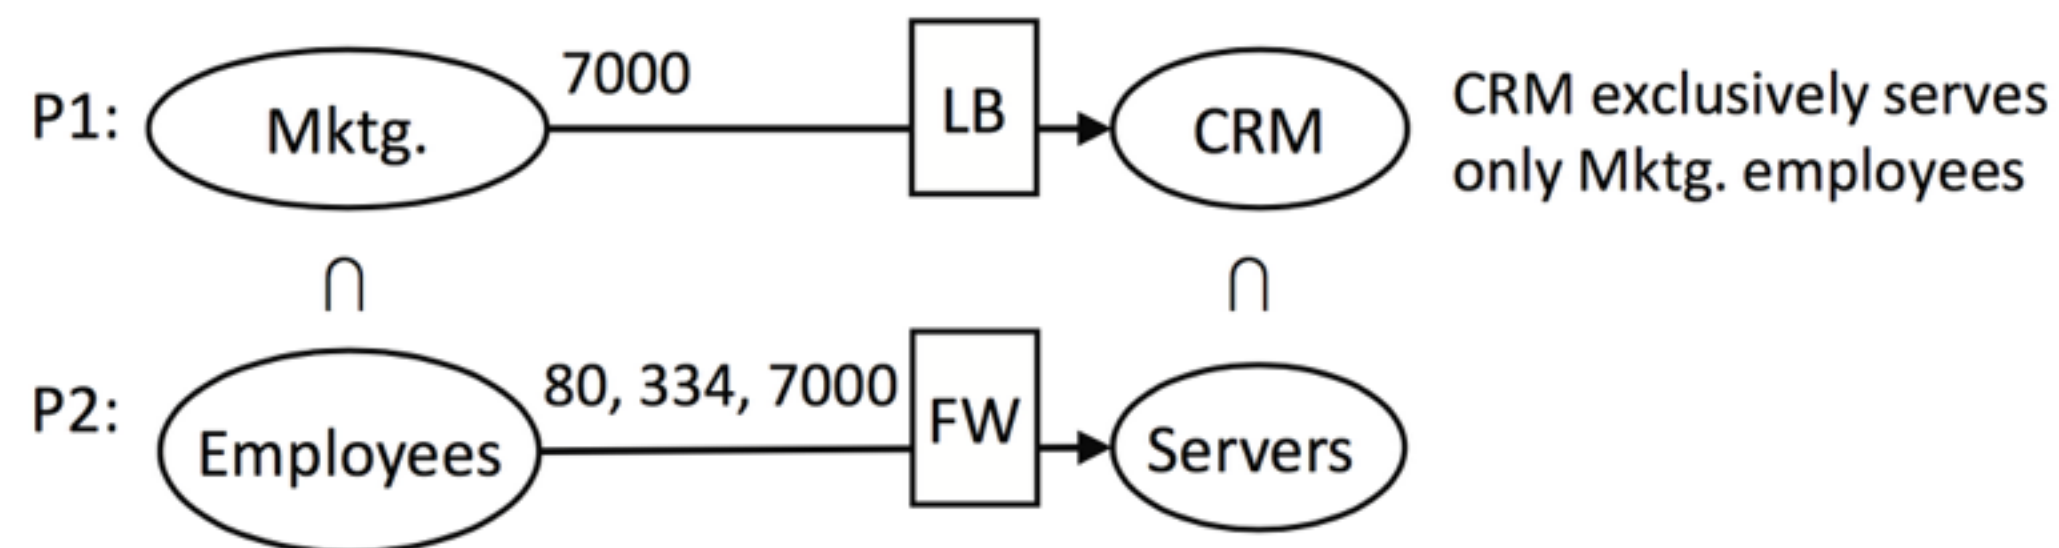 P1:
Mktg.
7000
LB
CRM
CRM exclusively serves
only Mktg. employees
∩
∩
P2:
Employees
80, 334, 7000
FW
Servers